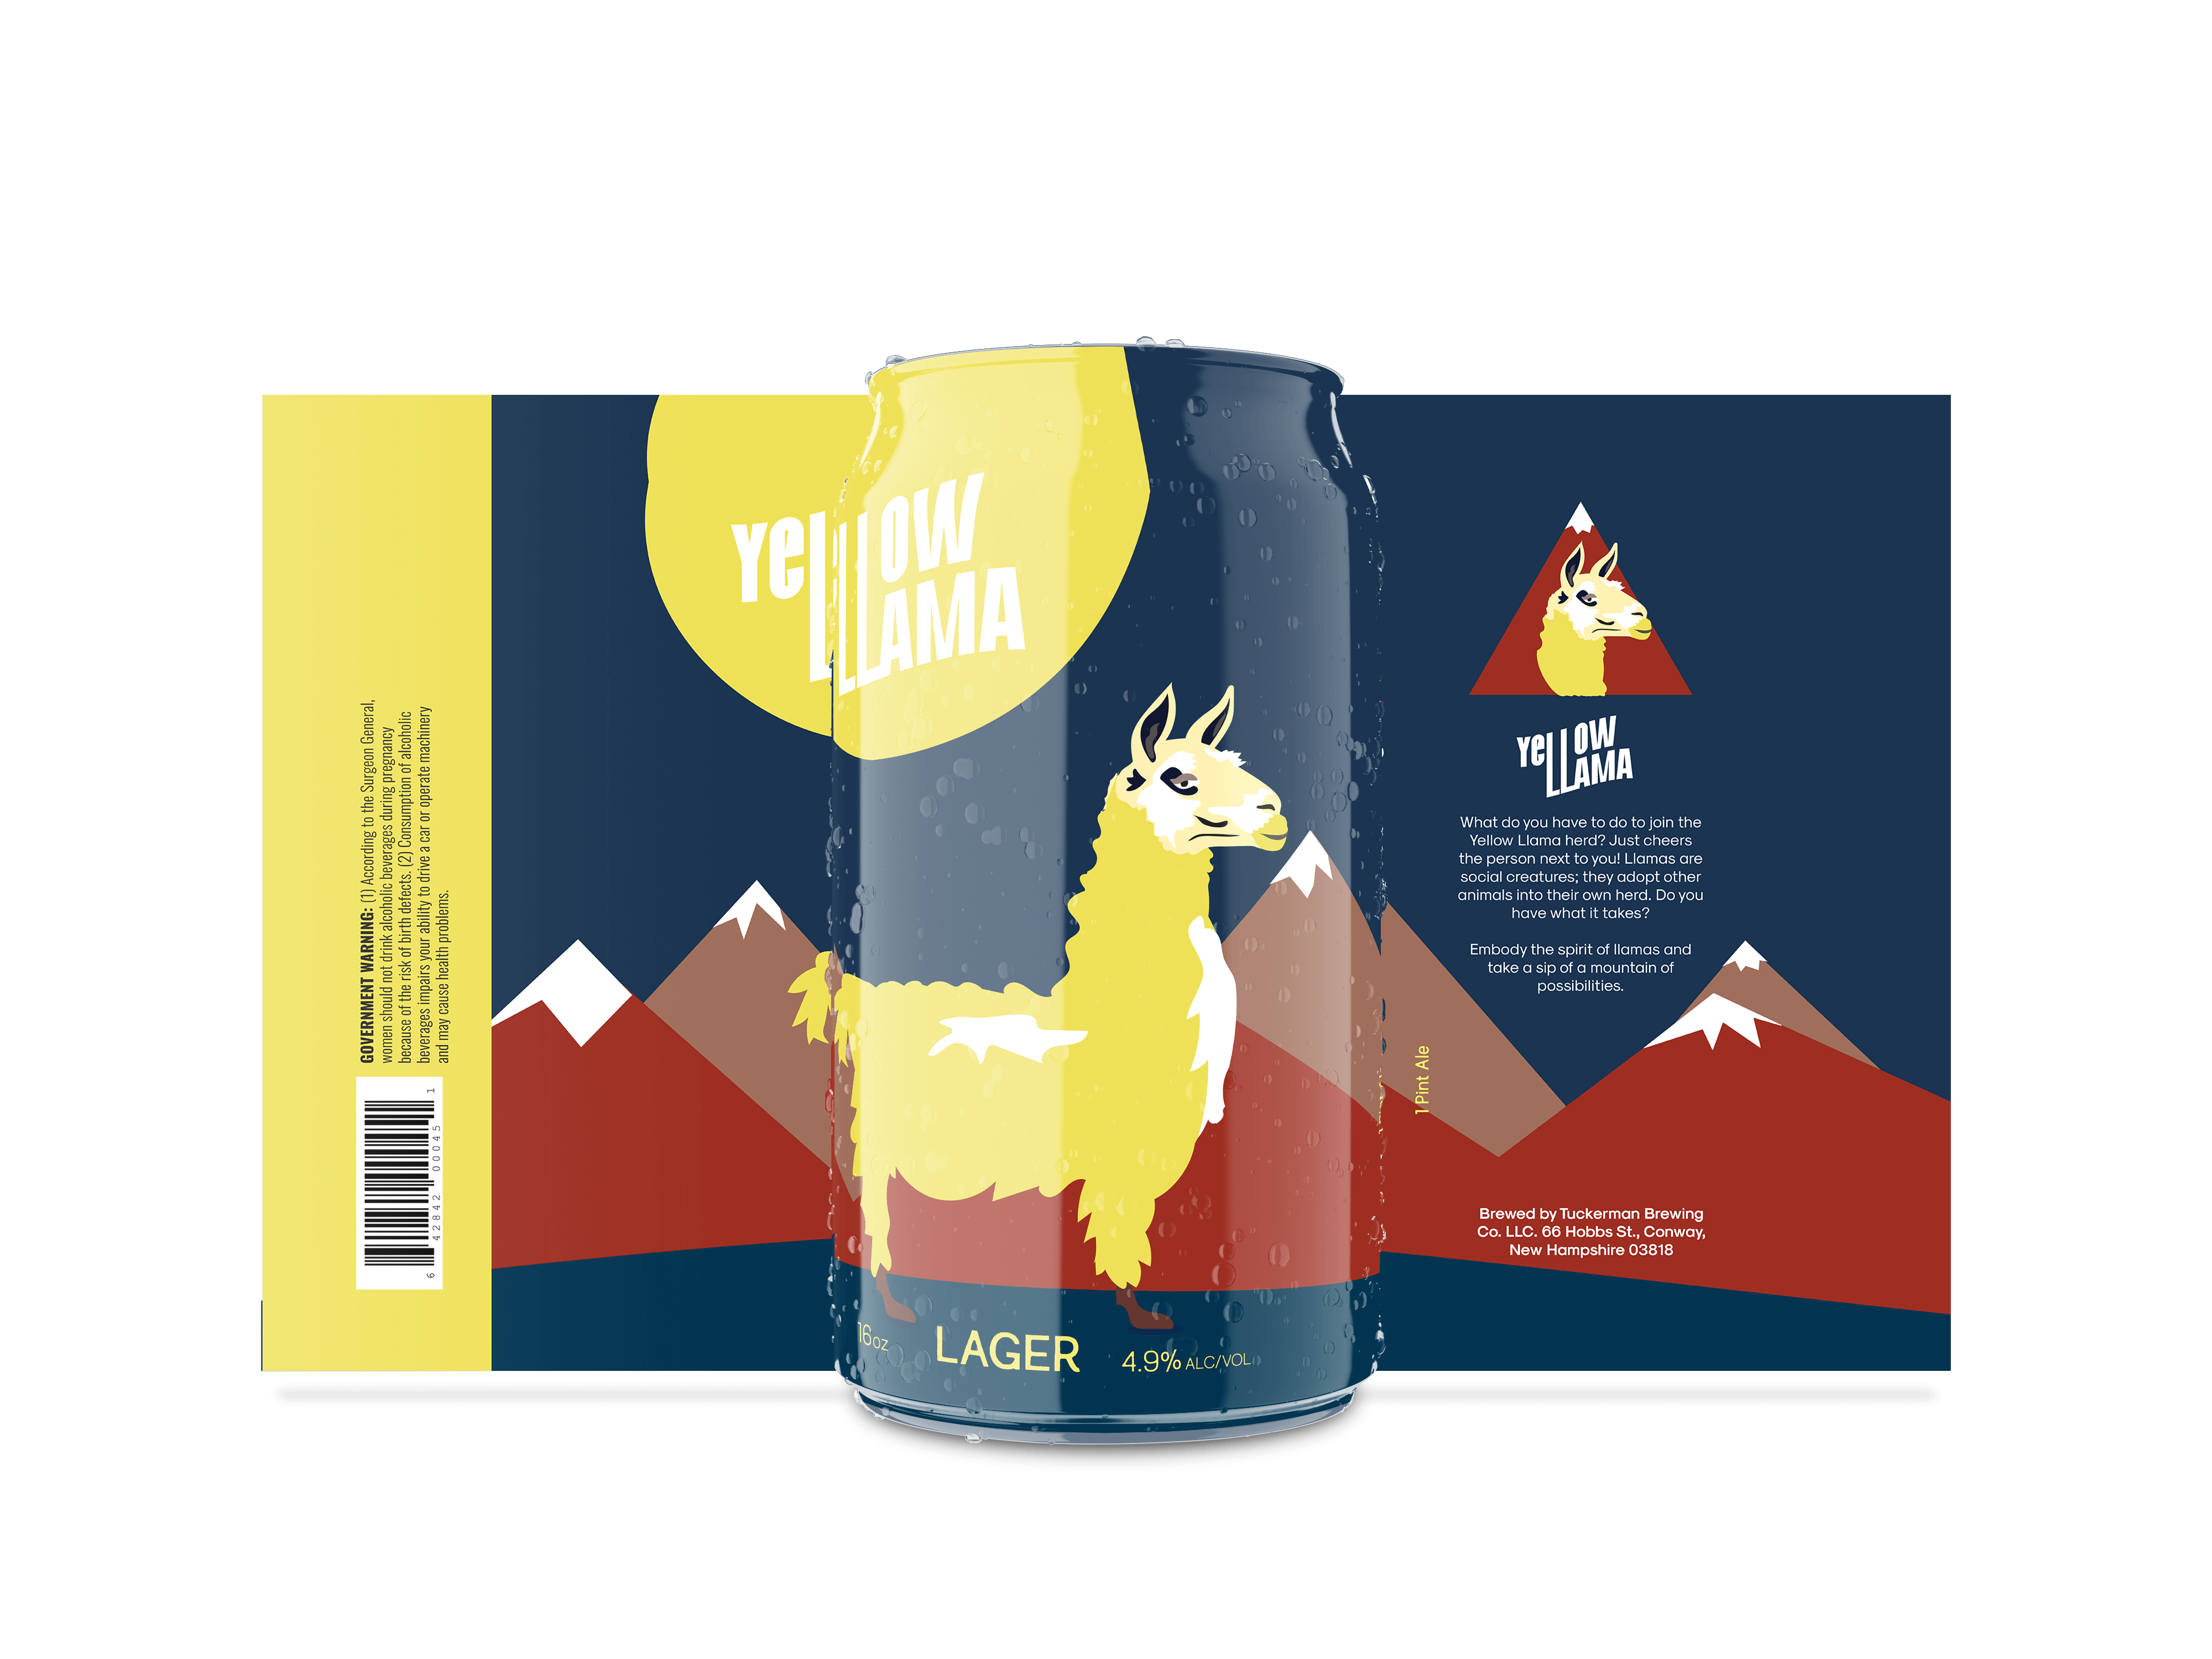 GOVERNMENT WARNING: (1) According to the Surgeon General,
women should not drink alcoholic beverages during pregnancy
because of the risk of birth defects. (2) Consumption of alcoholic
beverages impairs your ability to drive a car or operate machinery
and may cause health problems.
6 42842 00045 1
YeLLOW
LLAMA
16oz
LAGER
4.9% ALC/VOL
1 Pint Ale
YeLLOW
LLAMA
What do you have to do to join the
Yellow Llama herd? Just cheers
the person next to you! Llamas are
social creatures; they adopt other
animals into their own herd. Do you
have what it takes?
Embody the spirit of llamas and
take a sip of a mountain of
possibilities.
Brewed by Tuckerman Brewing
Co. LLC. 66 Hobbs St., Conway,
New Hampshire 03818